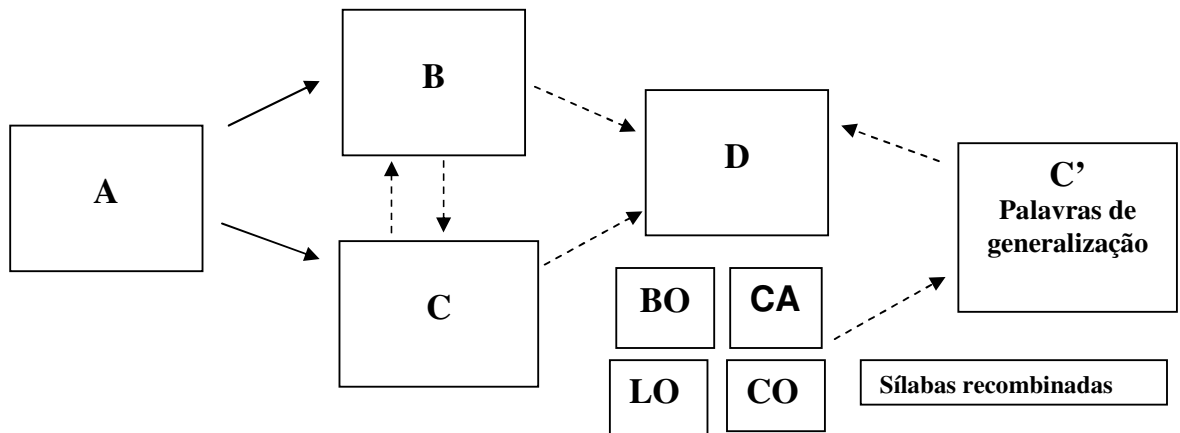 A
B
C
D
C’
Palavras de
generalização
BO
CA
LO
CO
Sílabas recombinadas